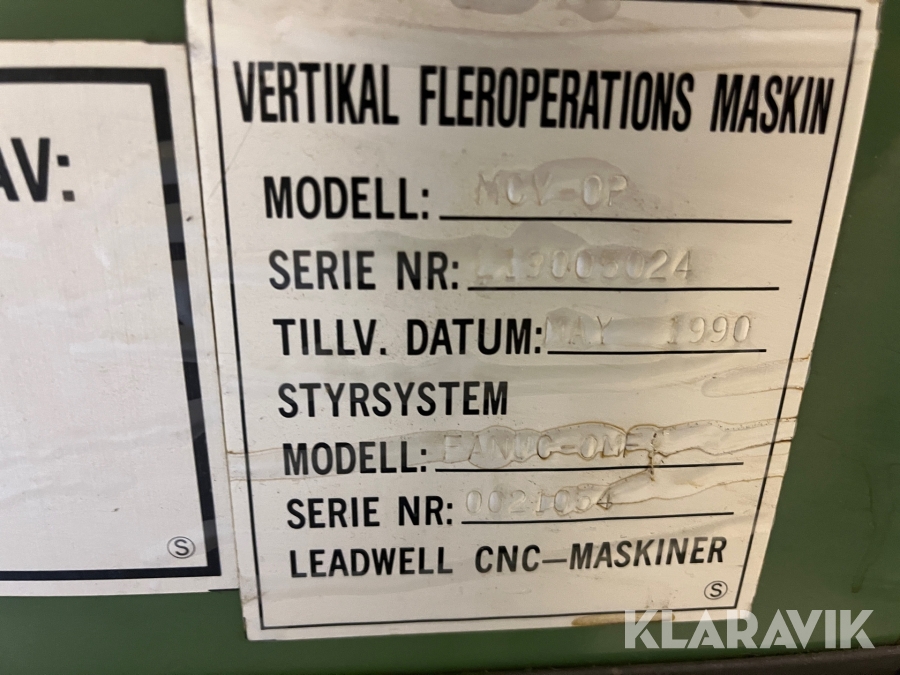 AV:
VERTIKAL FLEROPERATIONS MASKIN
MODELL: MCV-OP
SERIE NR: L19005024
TILLV. DATUM: MAY 1990
STYRSYSTEM
MODELL:
SERIE NR: 0021054
LEADWELL CNC-MASKINER
S
S
KLARAVIK